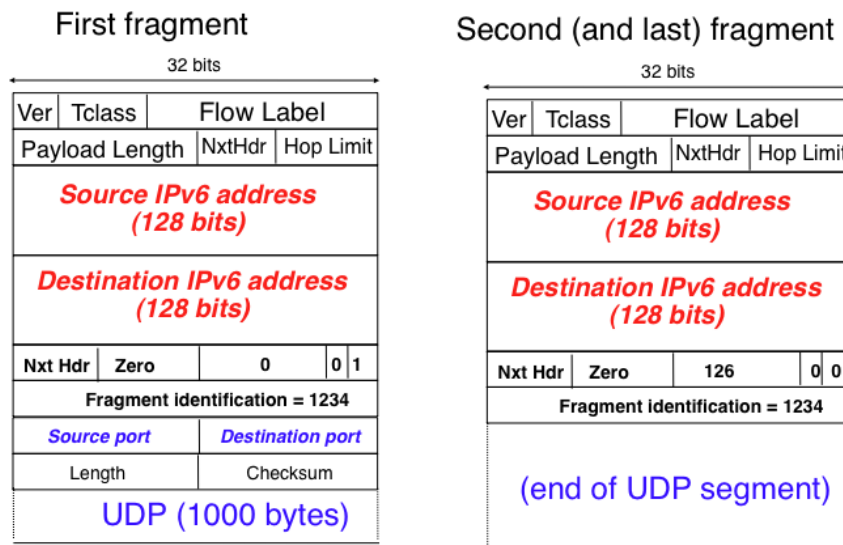 First fragment
32 bits
Ver Tclass Flow Label
Payload Length NxtHdr Hop Limit
Source IPv6 address
(128 bits)
Destination IPv6 address
(128 bits)
Nxt Hdr Zero 0 0 1
Fragment identification = 1234
Source port Destination port
Length Checksum
UDP (1000 bytes)
Second (and last) fragment
32 bits
Ver Tclass Flow Label
Payload Length NxtHdr Hop Limit
Source IPv6 address
(128 bits)
Destination IPv6 address
(128 bits)
Nxt Hdr Zero 126 0 0
Fragment identification = 1234
(end of UDP segment)